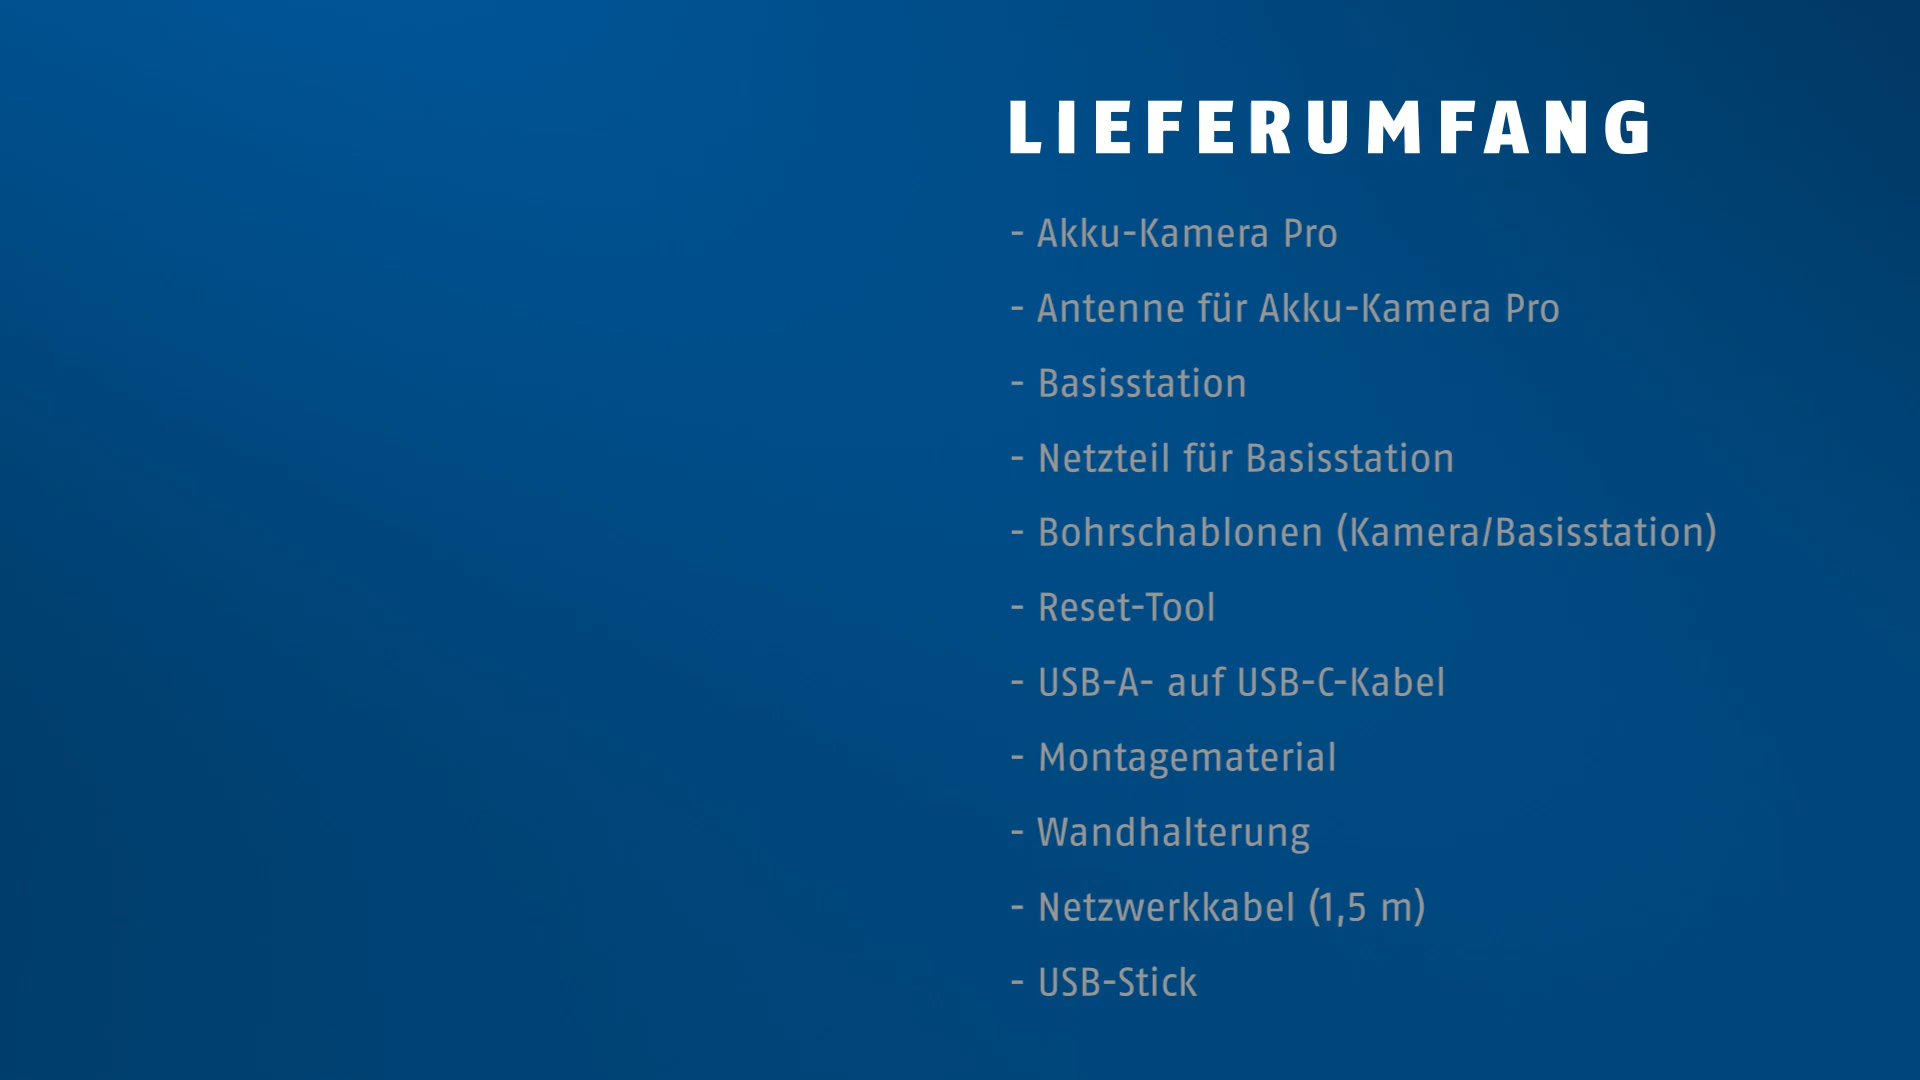 LIEFERUMFANG
- Akku-Kamera Pro
- Antenne für Akku-Kamera Pro
- Basisstation
- Netzteil für Basisstation
- Bohrschablonen (Kamera/Basisstation)
- Reset-Tool
- USB-A- auf USB-C-Kabel
- Montagematerial
- Wandhalterung
- Netzwerkkabel (1,5 m)
- USB-Stick